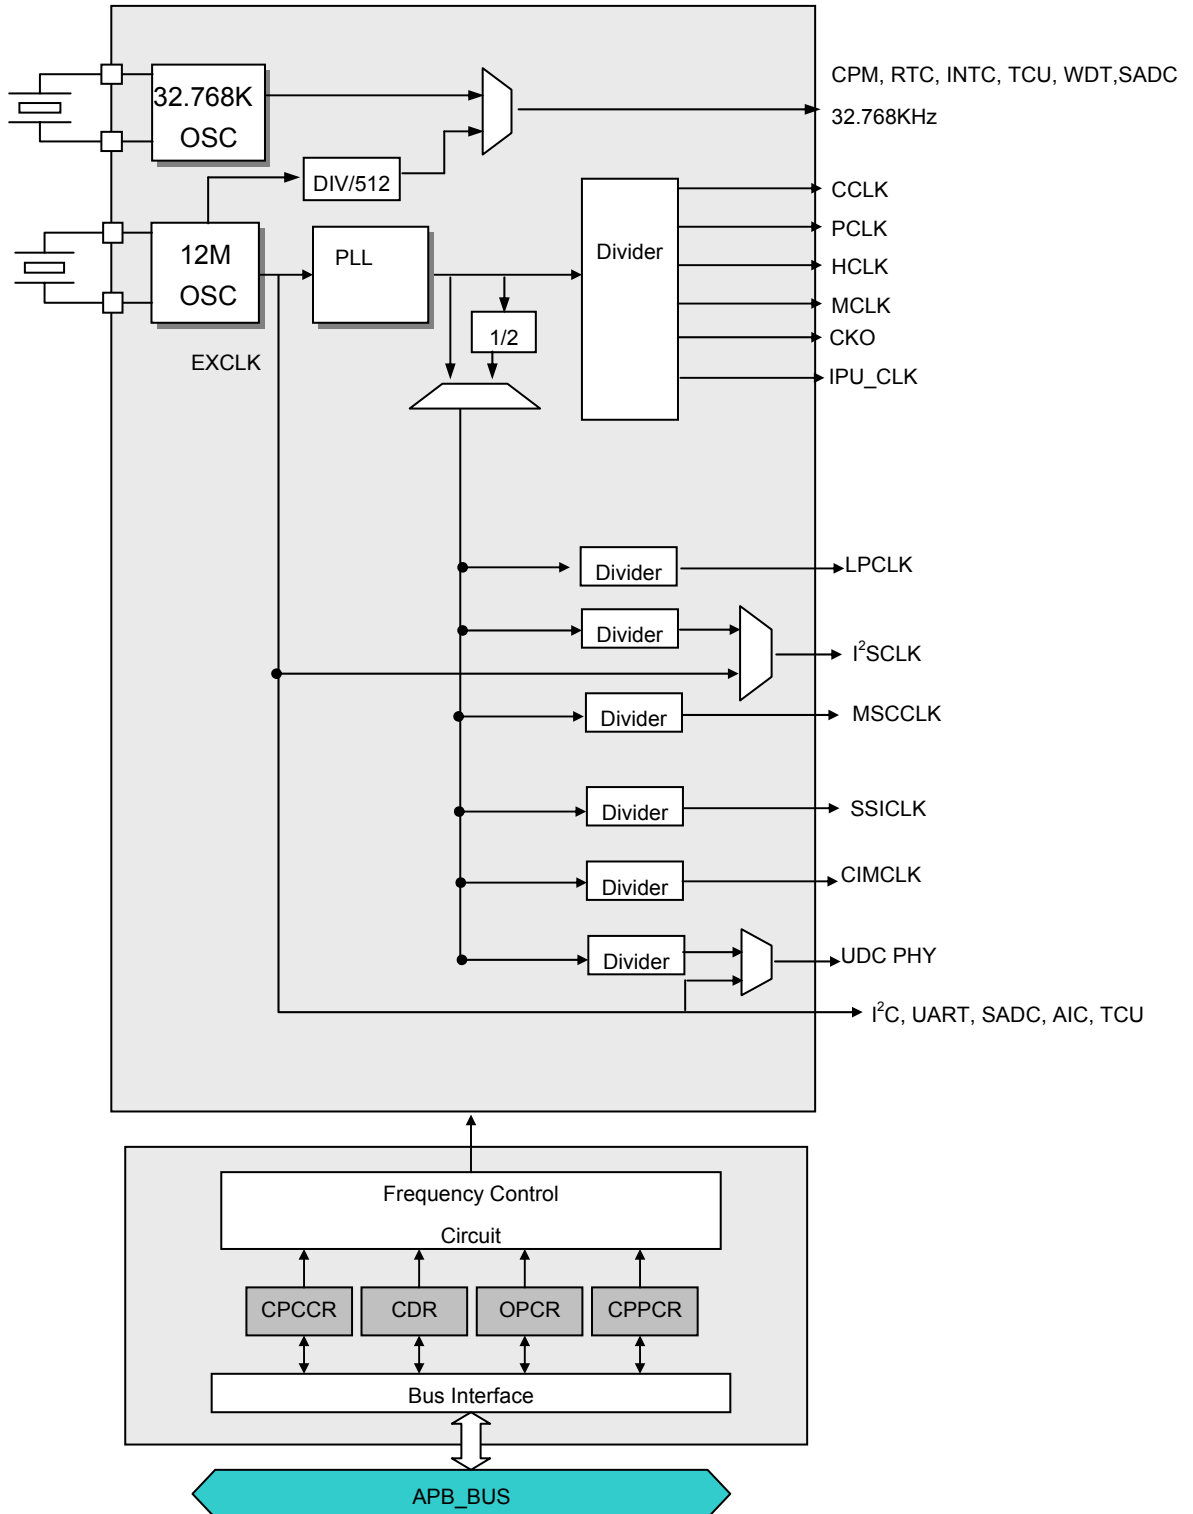 32.768K
OSC
CPM, RTC, INTC, TCU, WDT,SADC
32.768KHz
DIV/512
12M
OSC
PLL
Divider
CCLK
PCLK
HCLK
MCLK
CKO
IPU_CLK
1/2
EXCLK
Divider
LPCLK
Divider
I²SCLK
Divider
MSCCLK
Divider
SSICLK
Divider
CIMCLK
Divider
UDC PHY
I²C, UART, SADC, AIC, TCU
Frequency Control
Circuit
CPCCR
CDR
OPCR
CPPCR
Bus Interface
APB_BUS